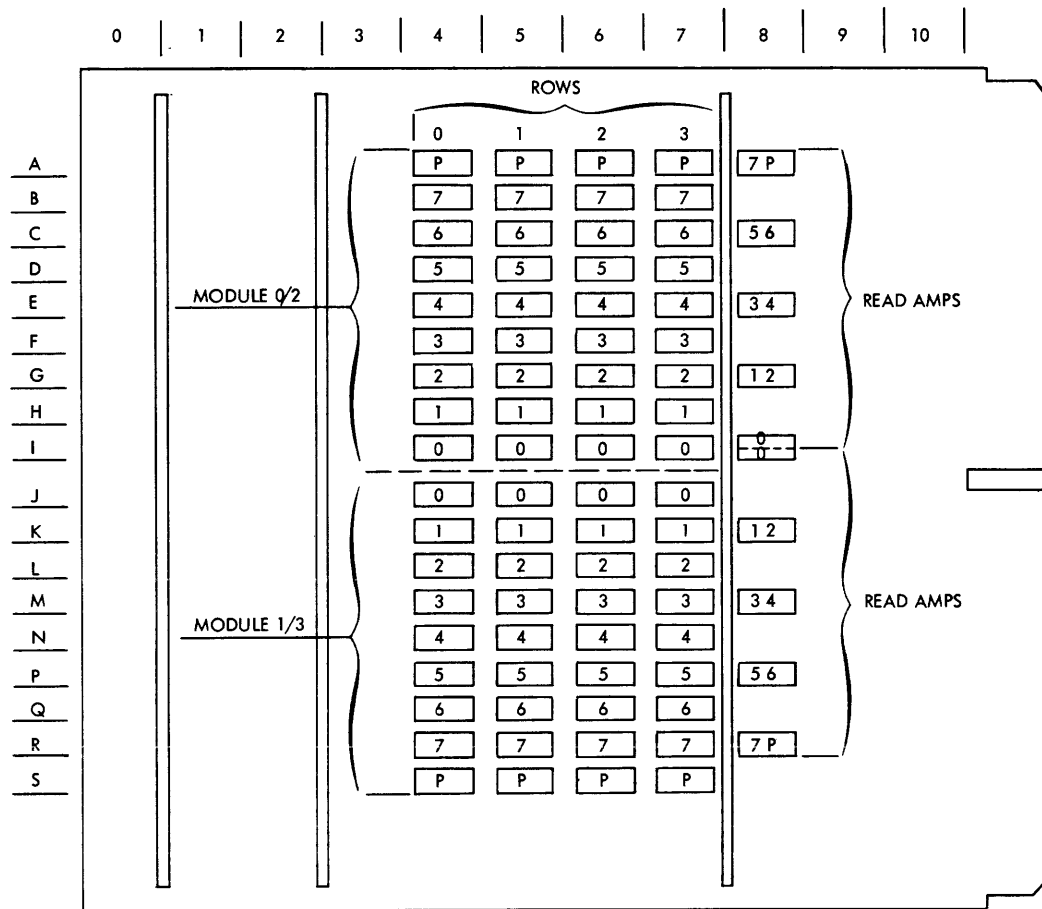 0 1 2 3 4 5 6 7 8 9 10
ROWS
0 1 2 3
A P P P P 7 P
B 7 7 7 7
C 6 6 6 6 5 6
D 5 5 5 5
MODULE 0/2
E 4 4 4 4 3 4 READ AMPS
F 3 3 3 3
G 2 2 2 2 1 2
H 1 1 1 1
I 0 0 0 0 0
0
J 0 0 0 0
K 1 1 1 1 1 2
L 2 2 2 2
M 3 3 3 3 3 4 READ AMPS
MODULE 1/3
N 4 4 4 4
P 5 5 5 5 5 6
Q 6 6 6 6
R 7 7 7 7 7 P
S P P P P